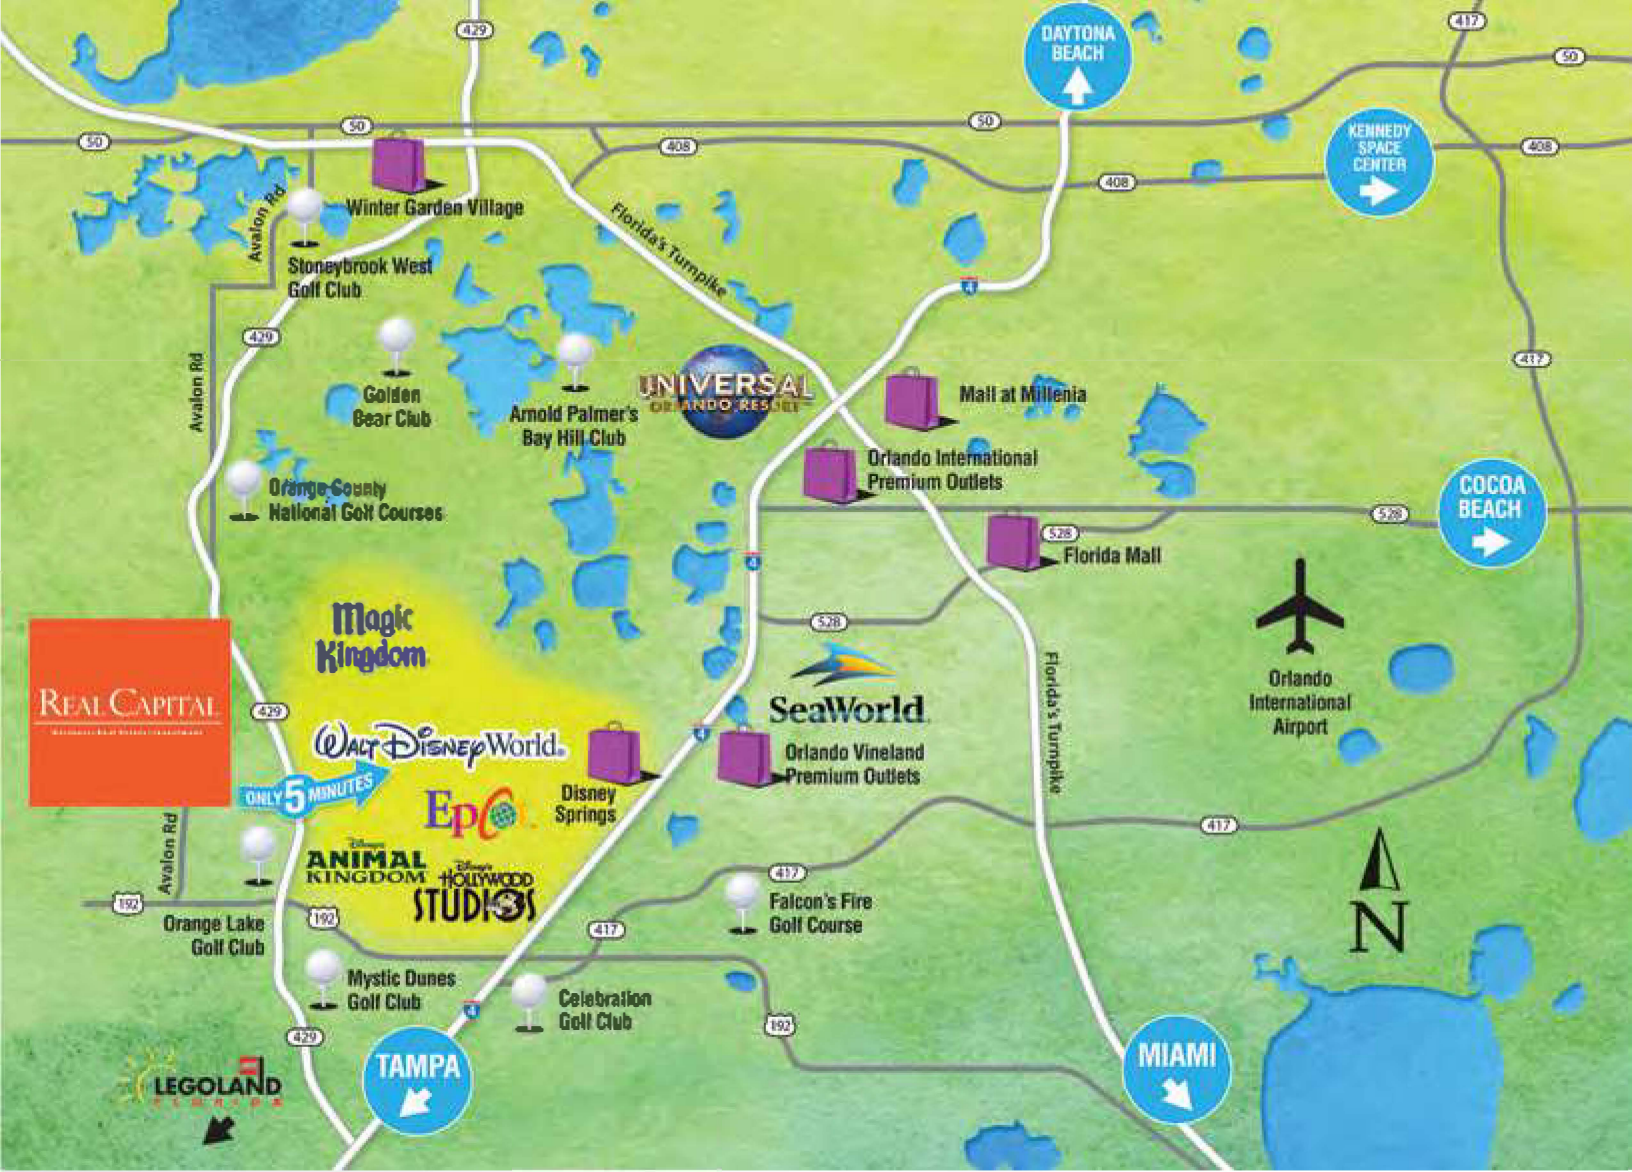 429
417
DAYTONA
BEACH
50
50
50
50
408
408
408
KENNEDY
SPACE
CENTER
Avalon Rd
Winter Garden Village
Florida's Turnpike
Stoneybrook West
Golf Club
4
429
417
Avalon Rd
Golden
Bear Club
Arnold Palmer's
Bay Hill Club
UNIVERSAL
ORLANDO RESORT
Mall at Millenia
Orlando International
Premium Outlets
Orange County
National Golf Courses
COCOA
BEACH
528
528
Florida Mall
4
Magic
Kingdom
528
SeaWorld
Orlando
International
Airport
Florida's Turnpike
REAL CAPITAL
429
WALT DISNEY World
4
Orlando Vineland
Premium Outlets
ONLY 5 MINUTES
Disney
Springs
Epcot
417
Avalon Rd
Disney's
ANIMAL
KINGDOM
Disney's
HOLLYWOOD
STUDIOS
417
Falcon's Fire
Golf Course
N
192
192
Orange Lake
Golf Club
417
Mystic Dunes
Golf Club
Celebration
Golf Club
4
192
429
TAMPA
MIAMI
LEGOLAND
FLORIDA